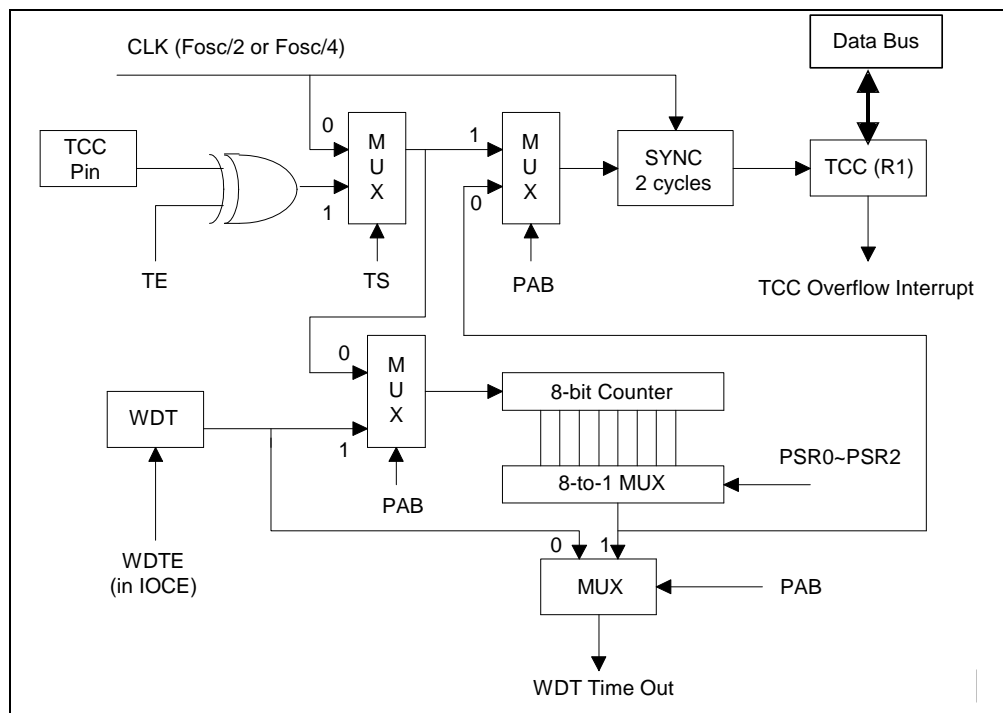 CLK (Fosc/2 or Fosc/4)
Data Bus
0
1
TCC
Pin
M
U
X
M
U
X
SYNC
2 cycles
TCC (R1)
1
0
TE
TS
PAB
TCC Overflow Interrupt
0
M
U
X
8-bit Counter
WDT
1
PSR0~PSR2
8-to-1 MUX
PAB
0
1
WDTE
(in IOCE)
MUX
PAB
WDT Time Out